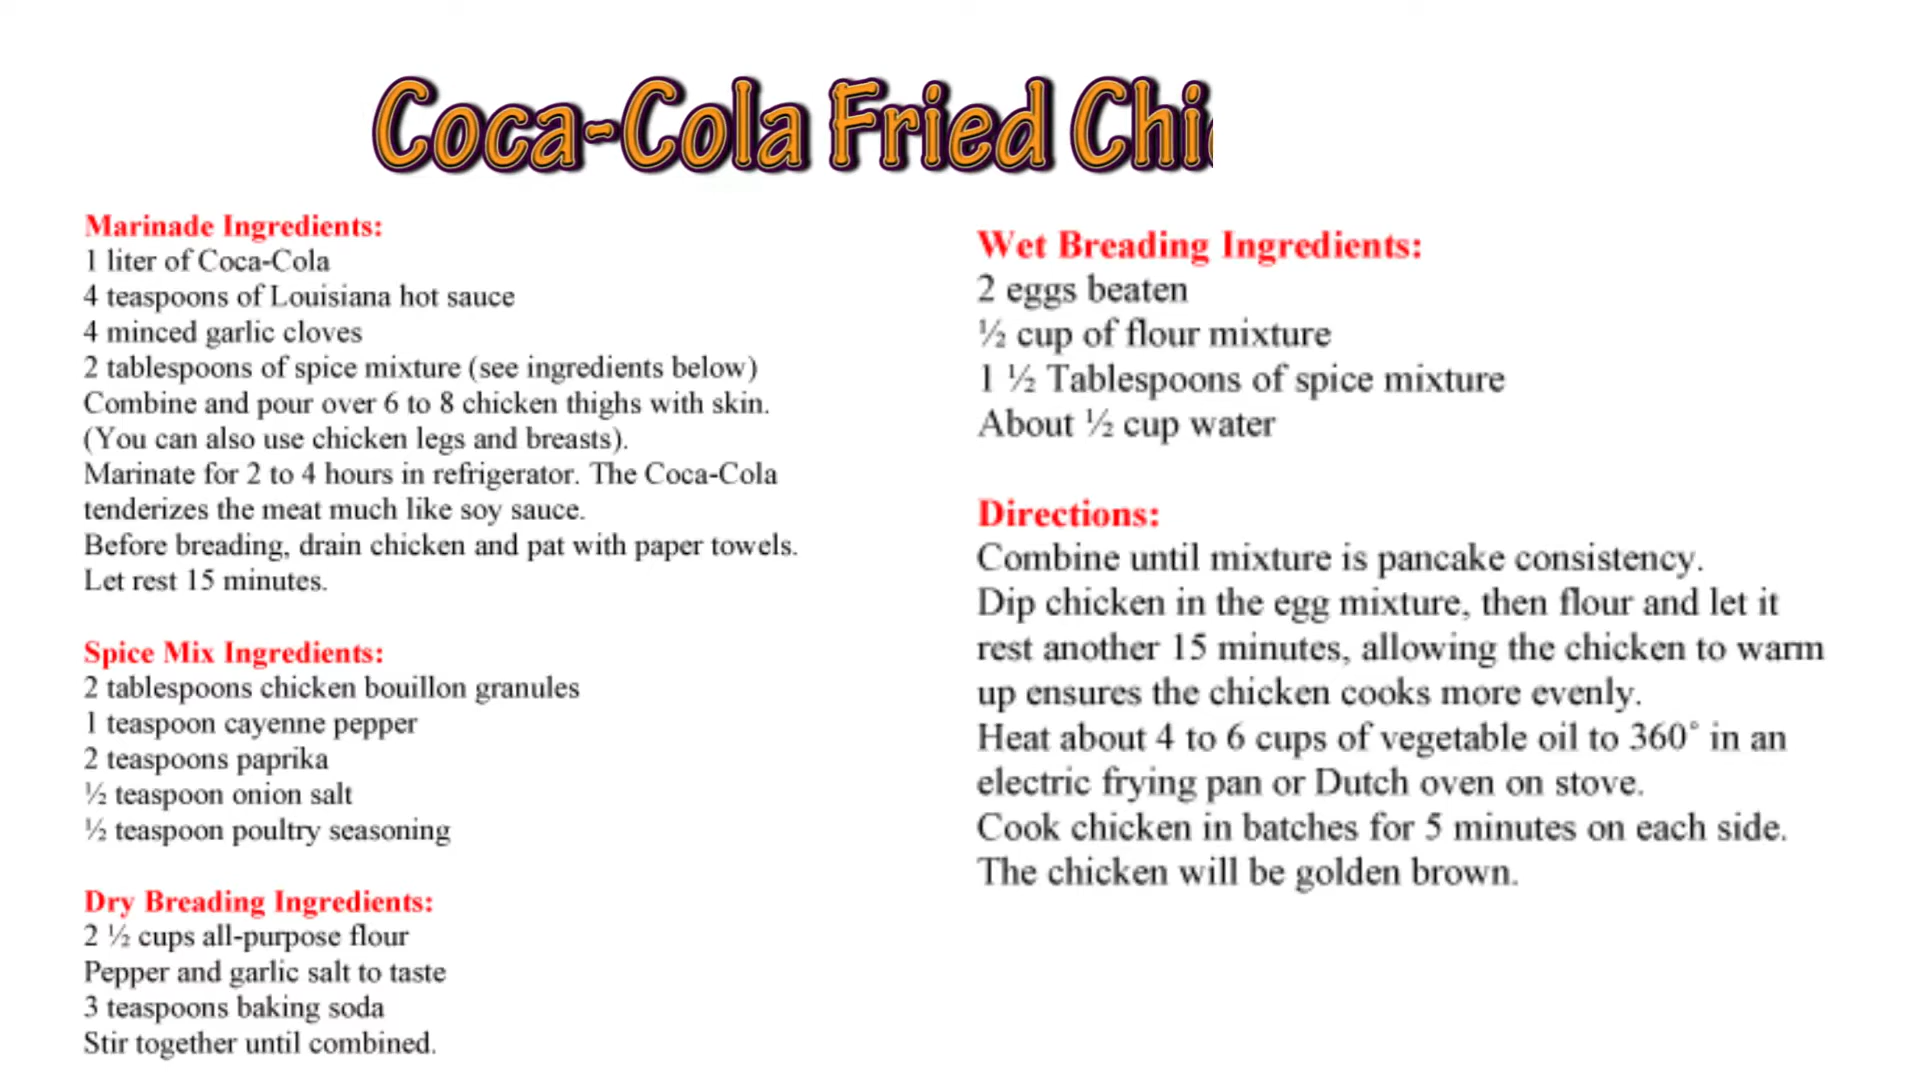 Coca-Cola Fried Chi
Marinade Ingredients:
1 liter of Coca-Cola
4 teaspoons of Louisiana hot sauce
4 minced garlic cloves
2 tablespoons of spice mixture (see ingredients below)
Combine and pour over 6 to 8 chicken thighs with skin.
(You can also use chicken legs and breasts).
Marinate for 2 to 4 hours in refrigerator. The Coca-Cola
tenderizes the meat much like soy sauce.
Before breading, drain chicken and pat with paper towels.
Let rest 15 minutes.
Spice Mix Ingredients:
2 tablespoons chicken bouillon granules
1 teaspoon cayenne pepper
2 teaspoons paprika
½ teaspoon onion salt
½ teaspoon poultry seasoning
Dry Breading Ingredients:
2 ½ cups all-purpose flour
Pepper and garlic salt to taste
3 teaspoons baking soda
Stir together until combined.
Wet Breading Ingredients:
2 eggs beaten
½ cup of flour mixture
1 ½ Tablespoons of spice mixture
About ½ cup water
Directions:
Combine until mixture is pancake consistency.
Dip chicken in the egg mixture, then flour and let it
rest another 15 minutes, allowing the chicken to warm
up ensures the chicken cooks more evenly.
Heat about 4 to 6 cups of vegetable oil to 360˚ in an
electric frying pan or Dutch oven on stove.
Cook chicken in batches for 5 minutes on each side.
The chicken will be golden brown.